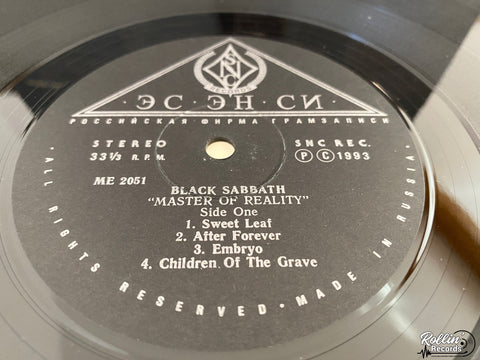 SNC
RECORDS
· ЭС · ЭН · СИ ·
РОССИЙСКАЯ ФИРМА ГРАМЗАПИСИ
STEREO
33⅓ R.P.M.
SNC REC.
Ⓟ Ⓒ 1993
ME 2051
BLACK SABBATH
"MASTER OF REALITY"
Side One
1. Sweet Leaf
2. After Forever
3. Embryo
4. Children Of The Grave
· ALL RIGHTS RESERVED · MADE IN RUSSIA ·
Rollin'
Records